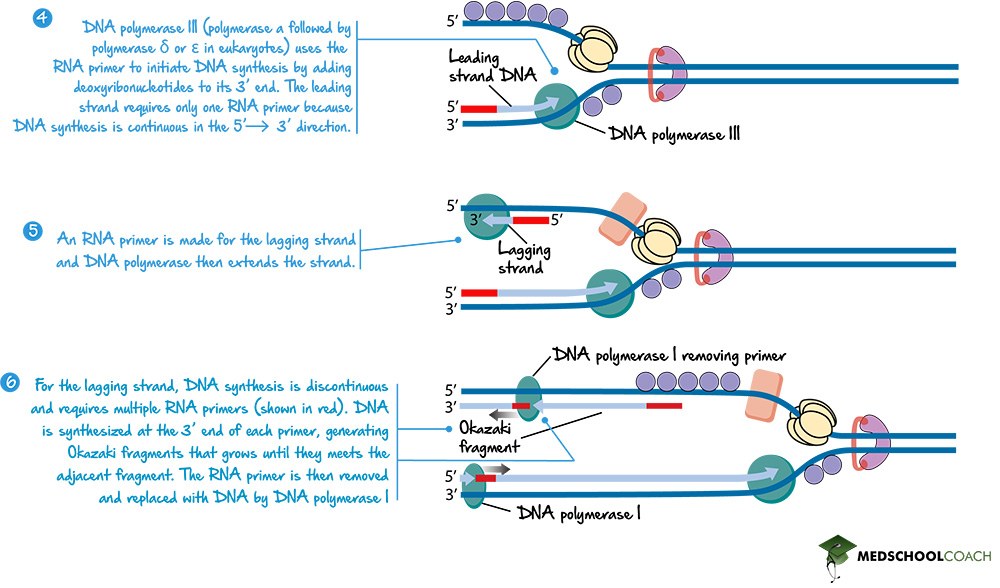 4
DNA polymerase III (polymerase a followed by
polymerase δ or ε in eukaryotes) uses the
RNA primer to initiate DNA synthesis by adding
deoxyribonucleotides to its 3' end. The leading
strand requires only one RNA primer because
DNA synthesis is continuous in the 5'→ 3' direction.
5'
Leading
strand DNA
5'
3'
DNA polymerase III
5
An RNA primer is made for the lagging strand
and DNA polymerase then extends the strand.
5'
3'
5'
Lagging
strand
5'
3'
6
For the lagging strand, DNA synthesis is discontinuous
and requires multiple RNA primers (shown in red). DNA
is synthesized at the 3' end of each primer, generating
Okazaki fragments that grows until they meets the
adjacent fragment. The RNA primer is then removed
and replaced with DNA by DNA polymerase I
DNA polymerase I removing primer
5'
3'
Okazaki
fragment
5'
3'
DNA polymerase I
MEDSCHOOLCOACH